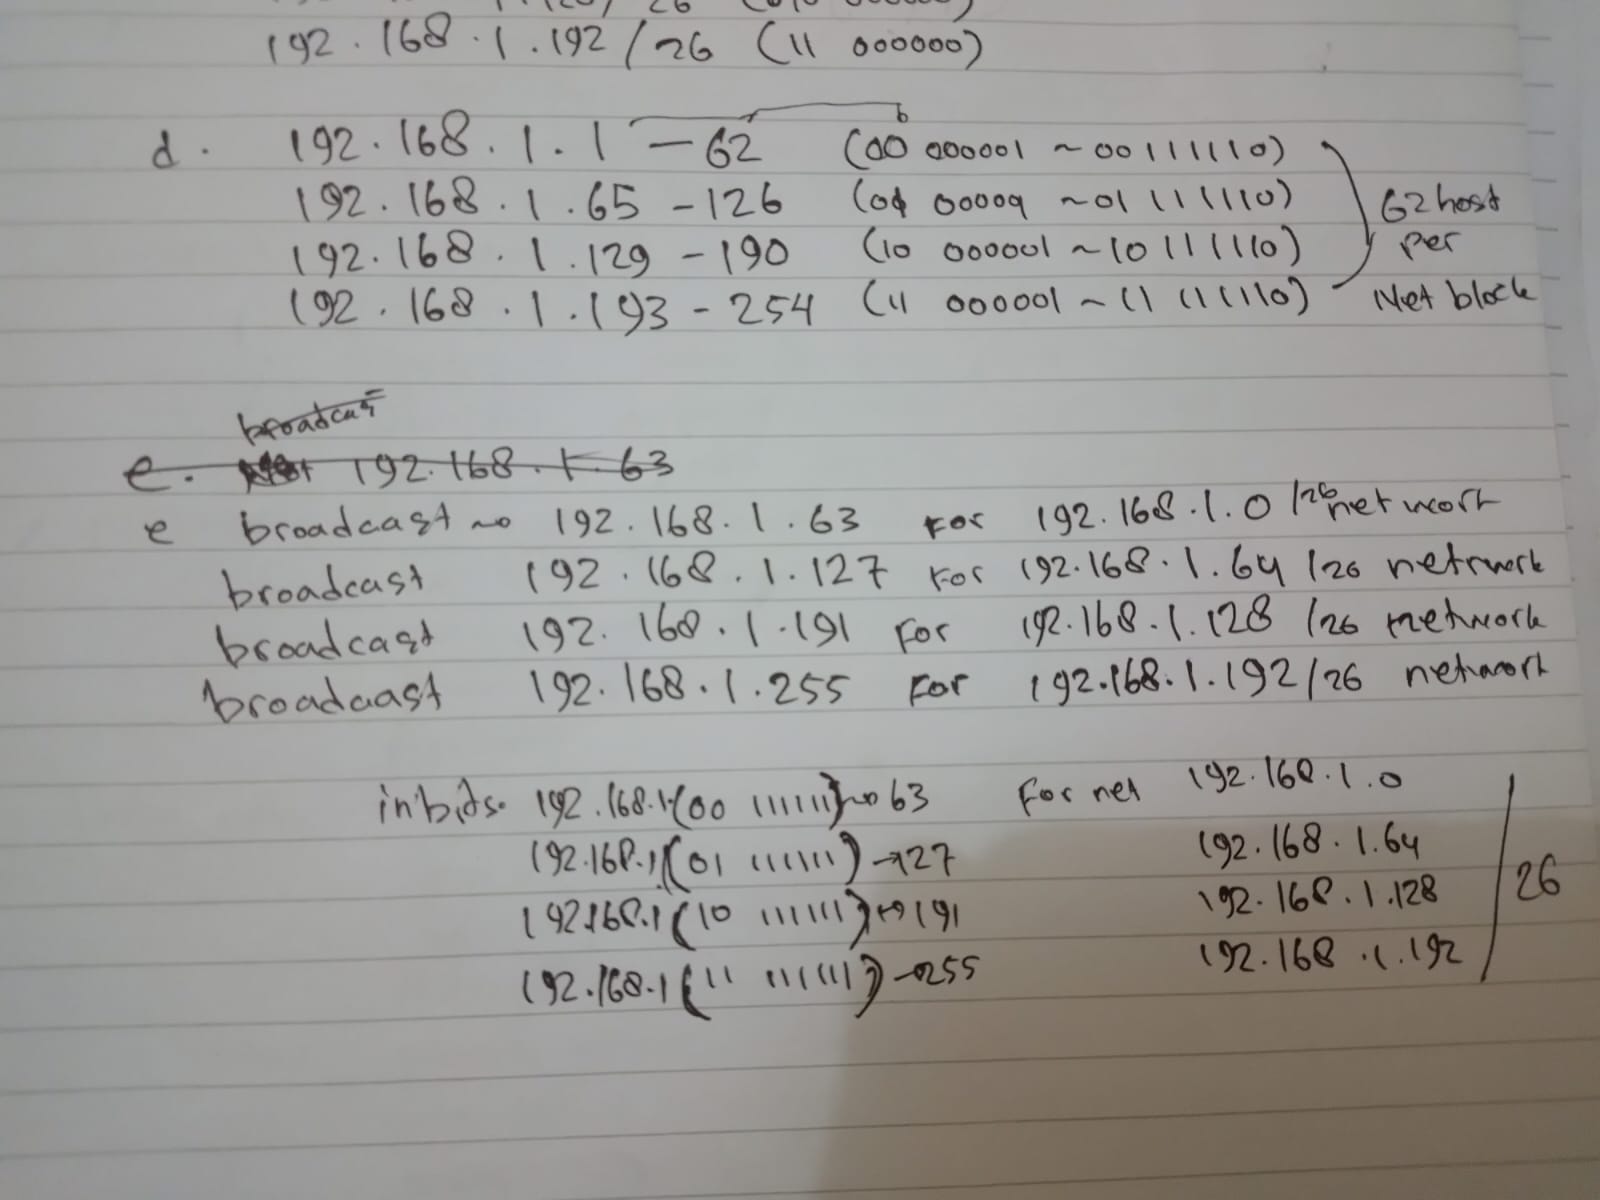 192.168.1.192/26 (11 000000)
d. 192.168.1.1 – 62 (00 000001 ~ 00 111110)
192.168.1.65 – 126 (01 00001 ~ 01 111110)
192.168.1.129 – 190 (10 000001 ~ 10 111110)
192.168.1.193 – 254 (11 000001 ~ 11 111110)
62 host
per
Net block
broadcast
e. 192.168.1.63
e broadcast → 192.168.1.63 for 192.168.1.0 /26 network
broadcast 192.168.1.127 for 192.168.1.64 /26 network
broadcast 192.168.1.191 for 192.168.1.128 /26 network
broadcast 192.168.1.255 for 192.168.1.192/26 network
in bits. 192.168.1(00 111111) → 63 for net 192.168.1.0
192.168.1(01 111111) → 127 192.168.1.64
192.168.1(10 111111) → 191 192.168.1.128
192.168.1(11 111111) → 255 192.168.1.192
/26